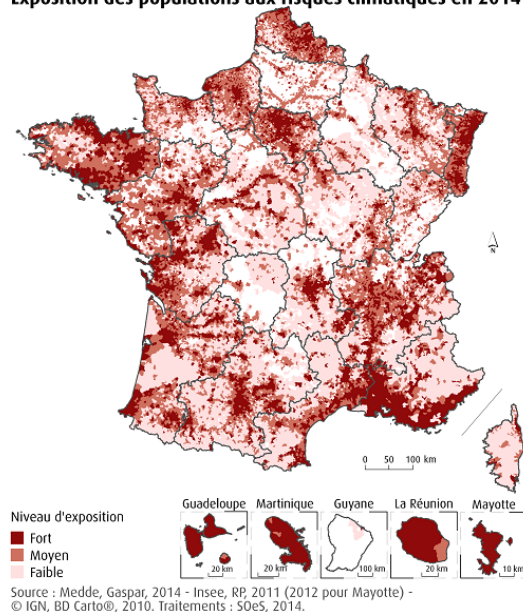 Exposition des populations aux risques climatiques en 2014
N
0 50 100 km
Guadeloupe Martinique Guyane La Réunion Mayotte
20 km 20 km 100 km 20 km 10 km
Niveau d'exposition
Fort
Moyen
Faible
Source : Medde, Gaspar, 2014 - Insee, RP, 2011 (2012 pour Mayotte) -
© IGN, BD Carto®, 2010. Traitements : SOeS, 2014.